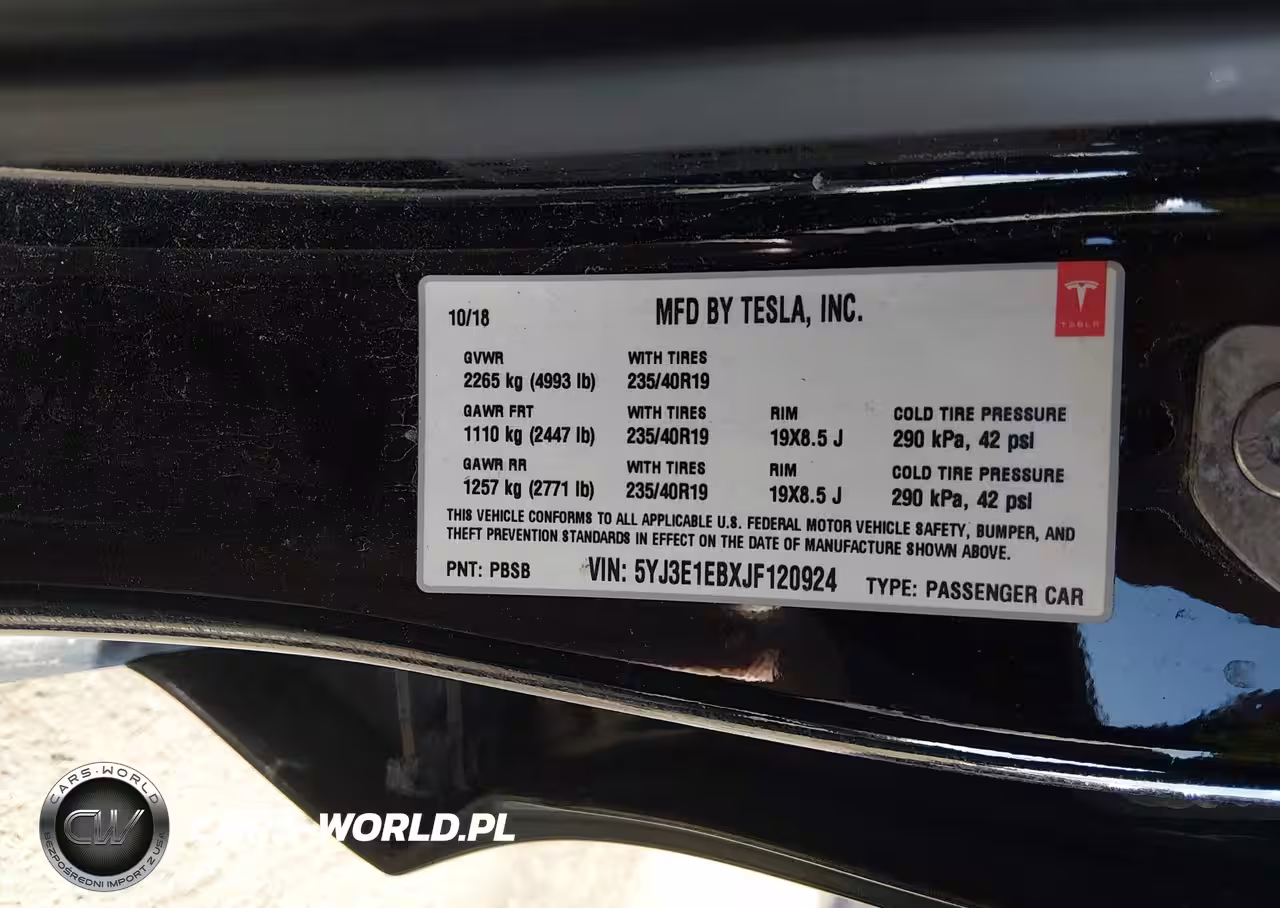 10/18
MFD BY TESLA, INC.
TESLA
GVWR WITH TIRES
2265 kg (4993 lb) 235/40R19
GAWR FRT WITH TIRES RIM COLD TIRE PRESSURE
1110 kg (2447 lb) 235/40R19 19X8.5 J 290 kPa, 42 psi
GAWR RR WITH TIRES RIM COLD TIRE PRESSURE
1257 kg (2771 lb) 235/40R19 19X8.5 J 290 kPa, 42 psi
THIS VEHICLE CONFORMS TO ALL APPLICABLE U.S. FEDERAL MOTOR VEHICLE SAFETY, BUMPER, AND
THEFT PREVENTION STANDARDS IN EFFECT ON THE DATE OF MANUFACTURE SHOWN ABOVE.
PNT: PBSB VIN: 5YJ3E1EBXJF120924 TYPE: PASSENGER CAR
CARS-WORLD
CW
BEZPOŚREDNI IMPORT Z USA
CARS-WORLD.PL